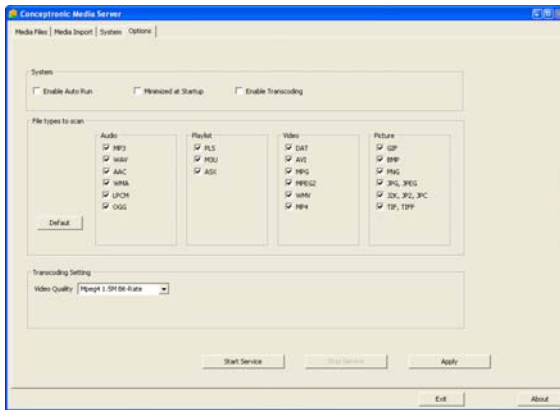 Conceptronic Media Server
Media Files Media Import System Options
System
Enable Auto Run Minimized at Startup Enable Transcoding
File types to scan
Audio Playlist Video Picture
MP3 PLS DAT GIF
WAV M3U AVI BMP
AAC ASX MPG PNG
WMA MPEG2 JPG, JPEG
LPCM WMV J2K, JP2, JPC
OGG MP4 TIF, TIFF
Default
Transcoding Setting
Video Quality Mpeg4 1.5M Bit-Rate
Start Service Stop Service Apply
Exit About